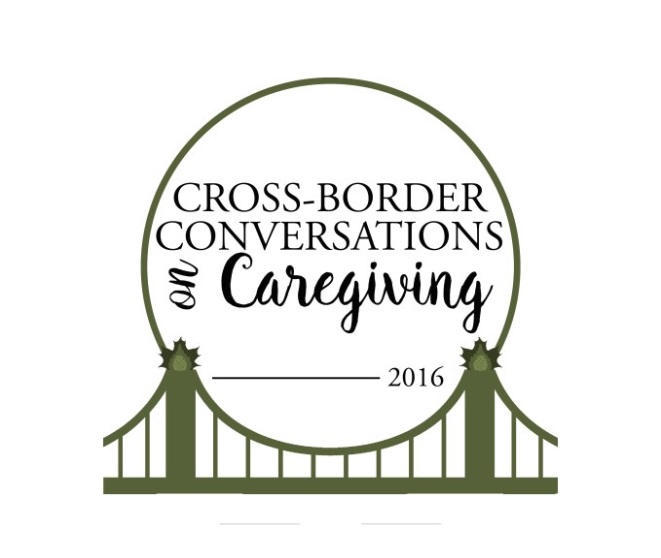 CROSS-BORDER
CONVERSATIONS
on Caregiving
2016